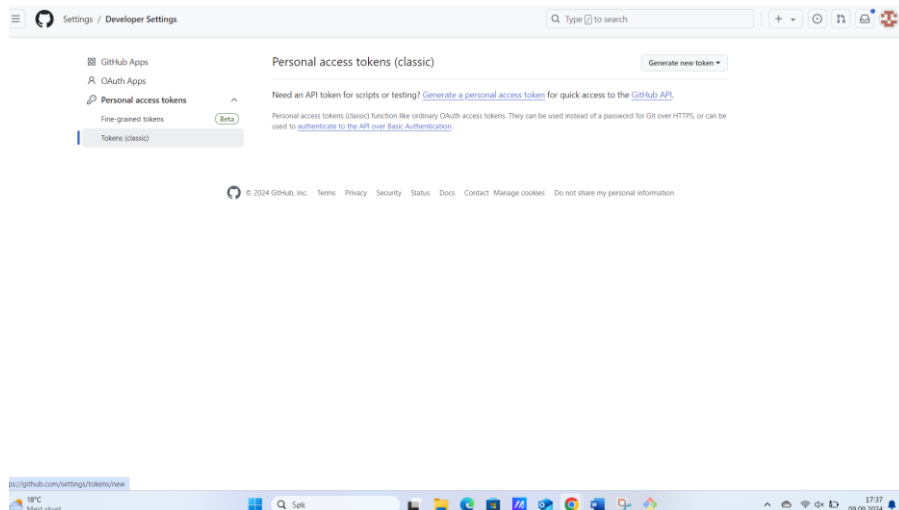 Settings / Developer Settings
Type / to search
GitHub Apps
OAuth Apps
Personal access tokens
Fine-grained tokens
Beta
Tokens (classic)
Personal access tokens (classic)
Generate new token
Need an API token for scripts or testing? Generate a personal access token for quick access to the GitHub API.
Personal access tokens (classic) function like ordinary OAuth access tokens. They can be used instead of a password for Git over HTTPS, or can be
used to authenticate to the API over Basic Authentication.
© 2024 GitHub, Inc. Terms Privacy Security Status Docs Contact Manage cookies Do not share my personal information
ps://github.com/settings/tokens/new
18°C
Mest skyet
Søk
17:37
09.09.2024